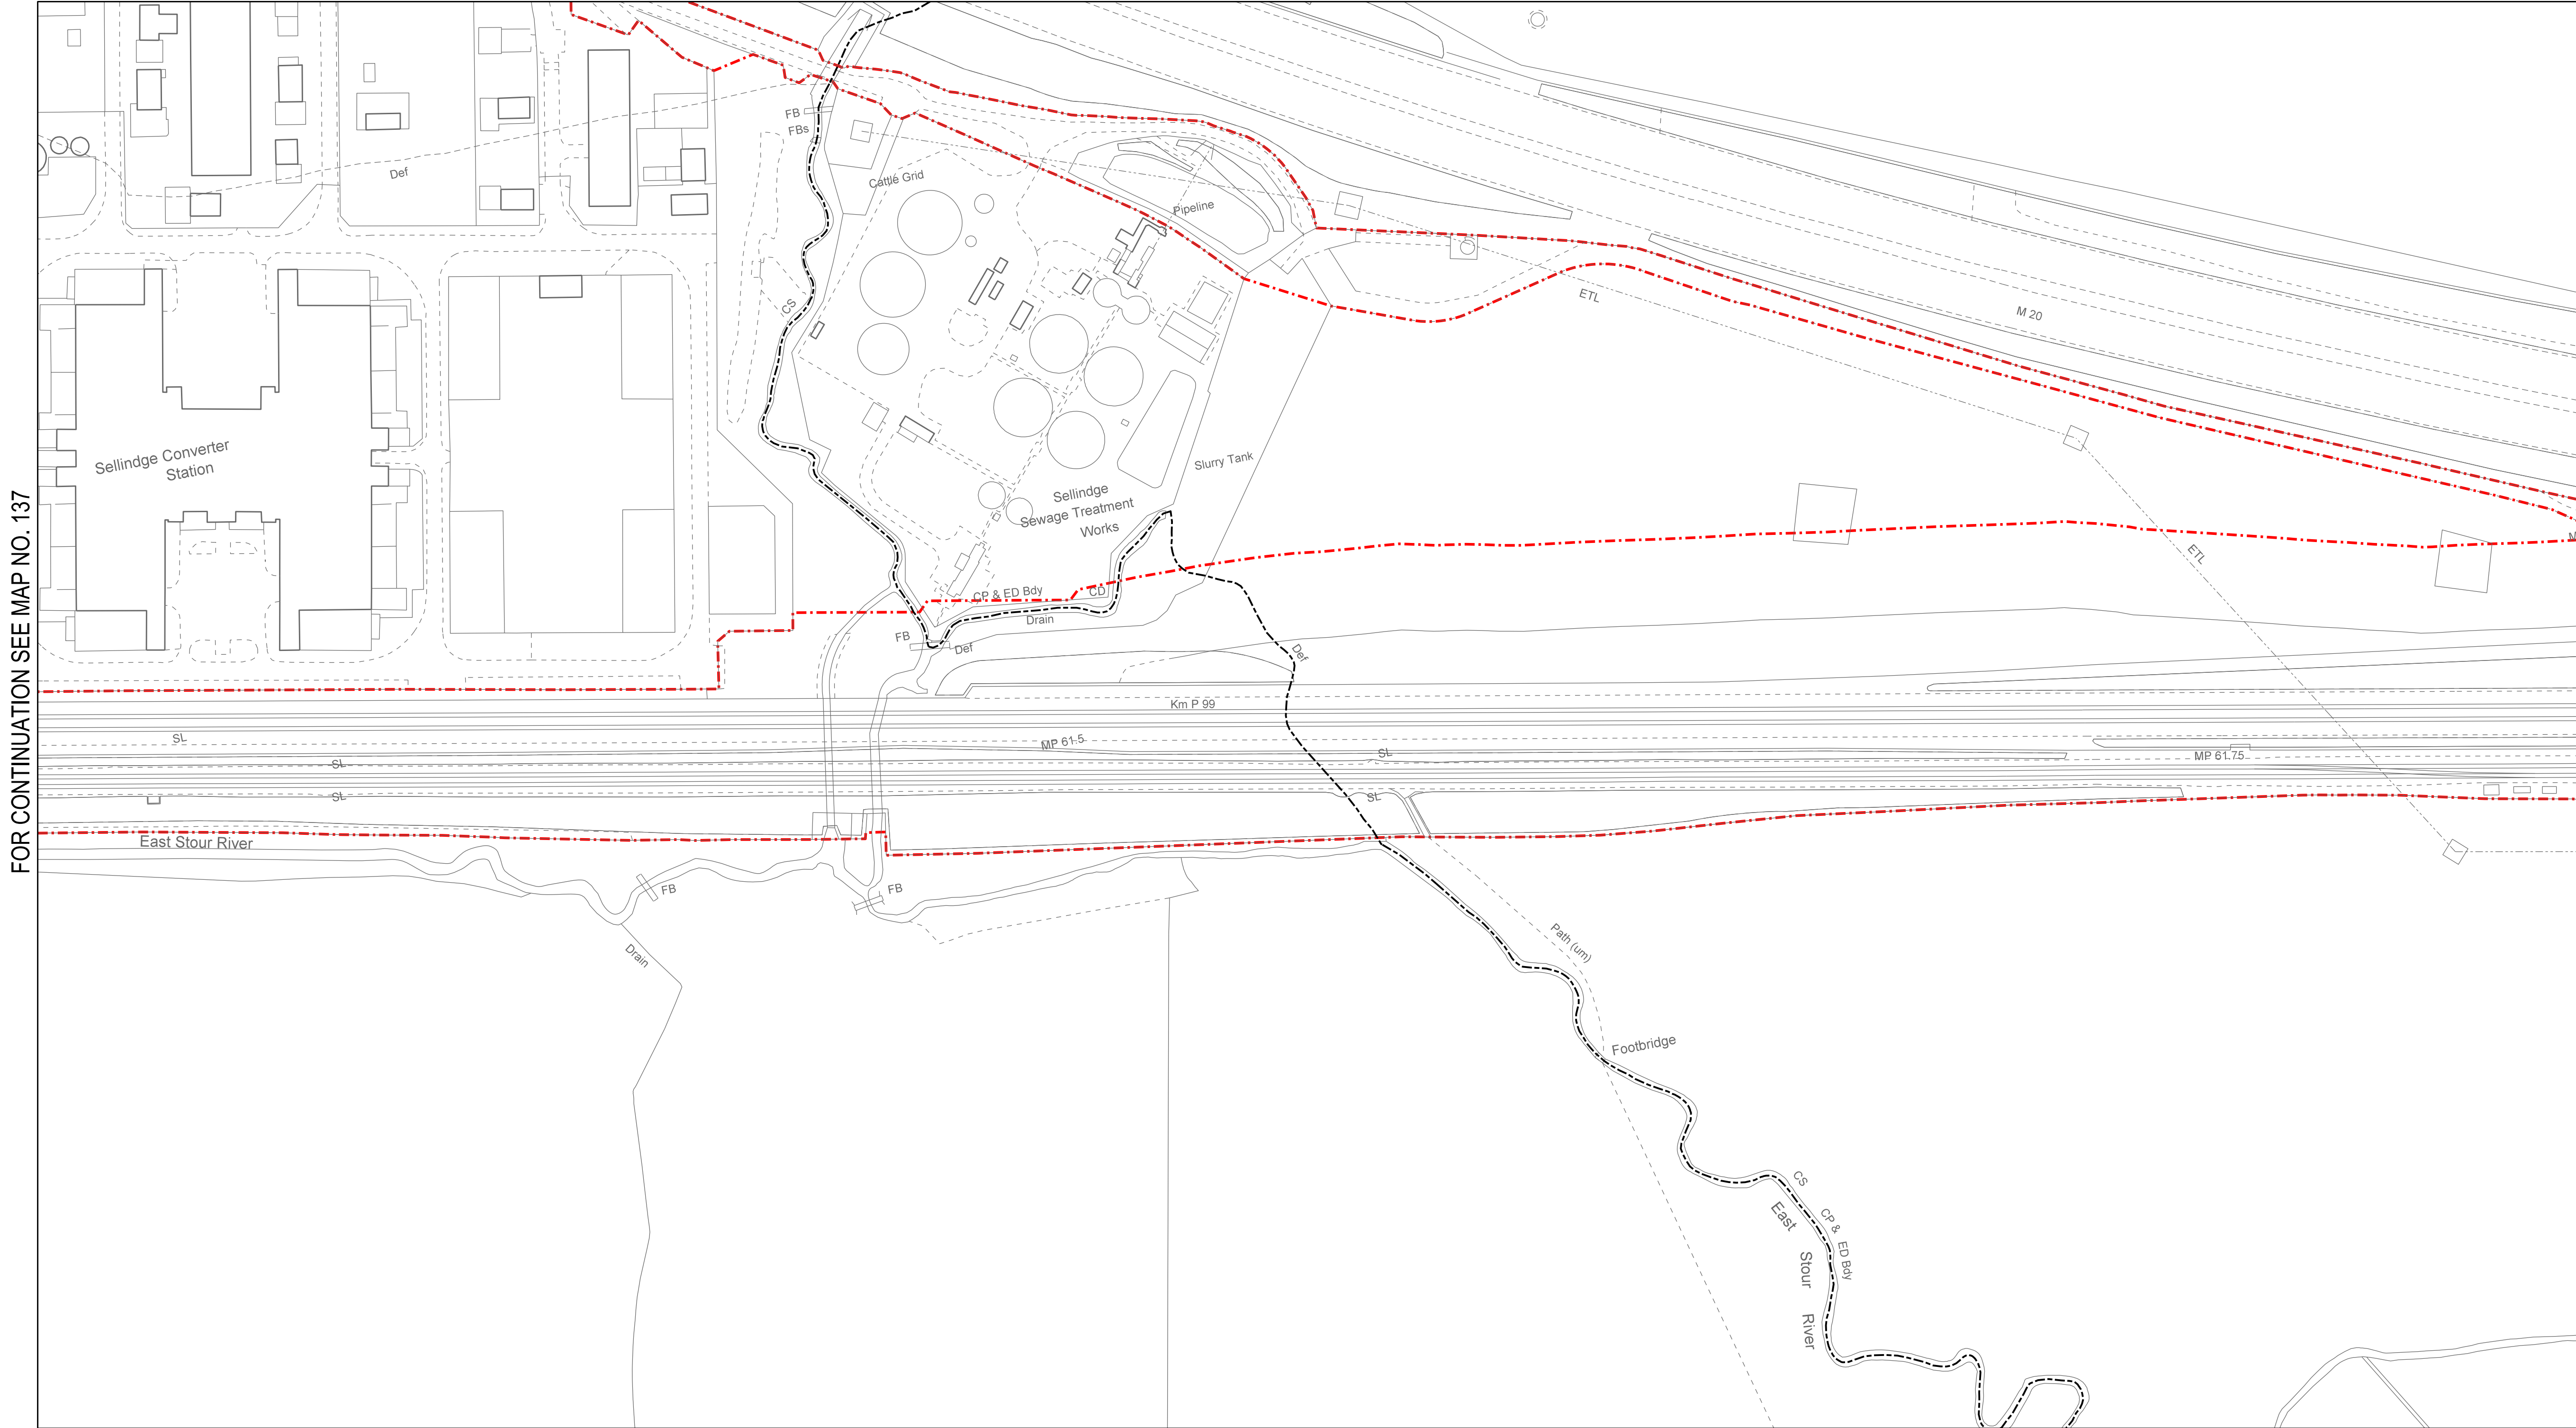 FOR CONTINUATION SEE MAP NO. 137
FB
FBs
Def
Cattle Grid
Pipeline
CS
ETL
M 20
Sellindge Converter
Station
Slurry Tank
Sellindge
Sewage Treatment
Works
ETL
M
CP & ED Bdy
CD
Drain
FB
Def
Def
Km P 99
SL
MP 61.5
SL
MP 61.75
SL
SL
SL
East Stour River
FB
FB
Drain
Path (um)
Footbridge
CS
CP &
ED Bdy
East
Stour
River